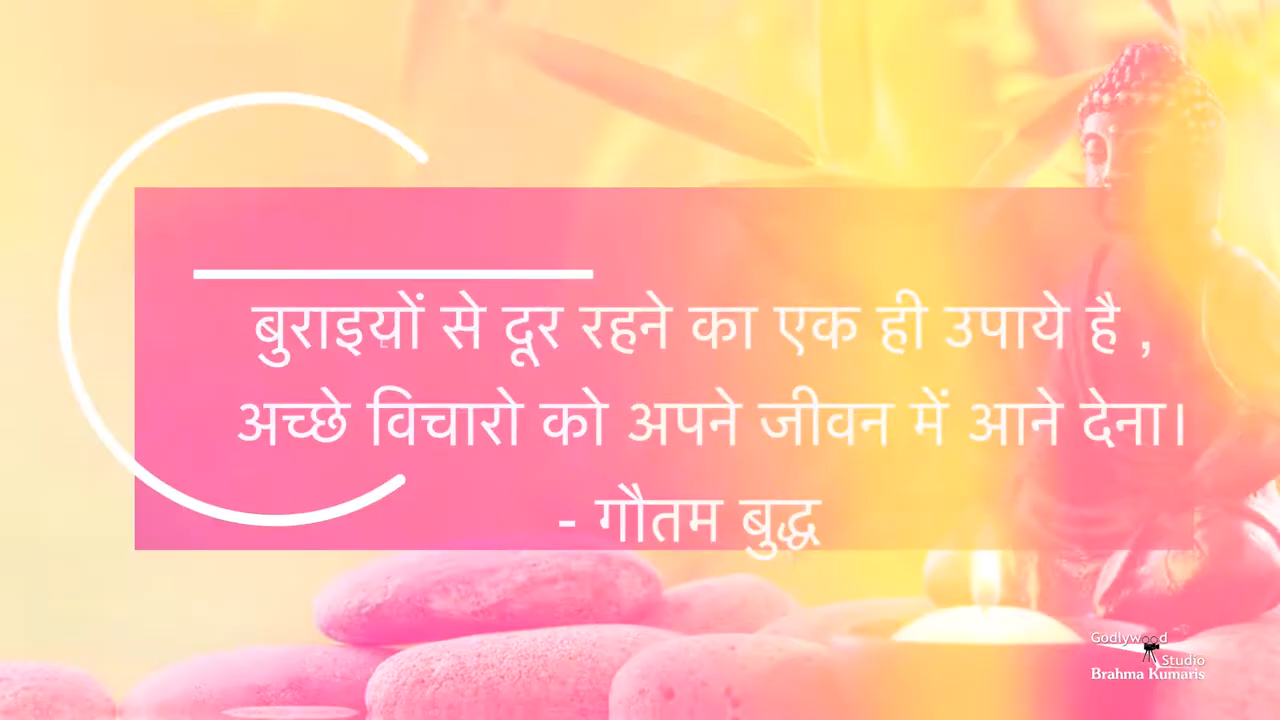 बुराइयों से दूर रहने का एक ही उपाये है ,
अच्छे विचारो को अपने जीवन में आने देना।
- गौतम बुद्ध
Godlywood
Studio
Brahma Kumaris